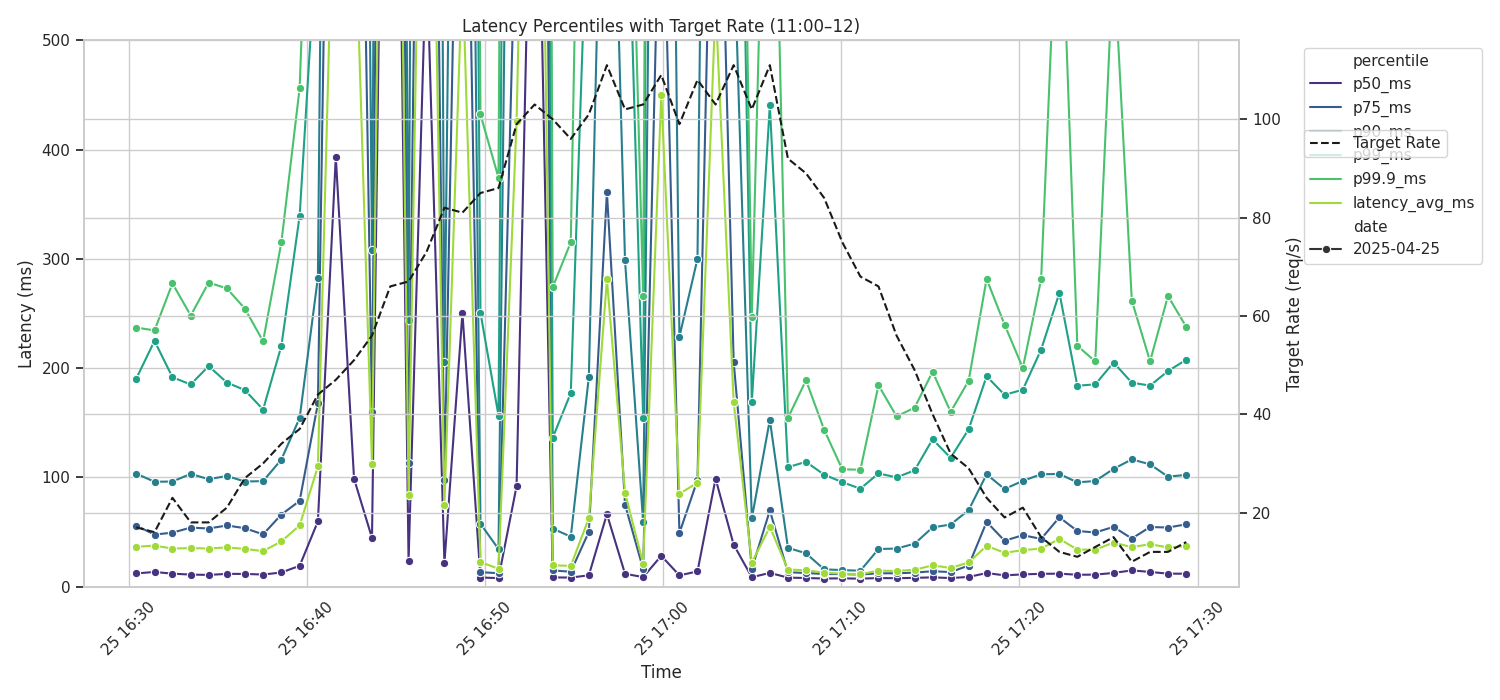 Latency Percentiles with Target Rate (11:00–12)
500
400
300
200
100
0
Latency (ms)
100
80
60
40
20
Target Rate (req/s)
25 16:30
25 16:40
25 16:50
25 17:00
25 17:10
25 17:20
25 17:30
Time
percentile
p50_ms
p75_ms
p90_ms
Target Rate
p99_ms
p99.9_ms
latency_avg_ms
date
2025-04-25